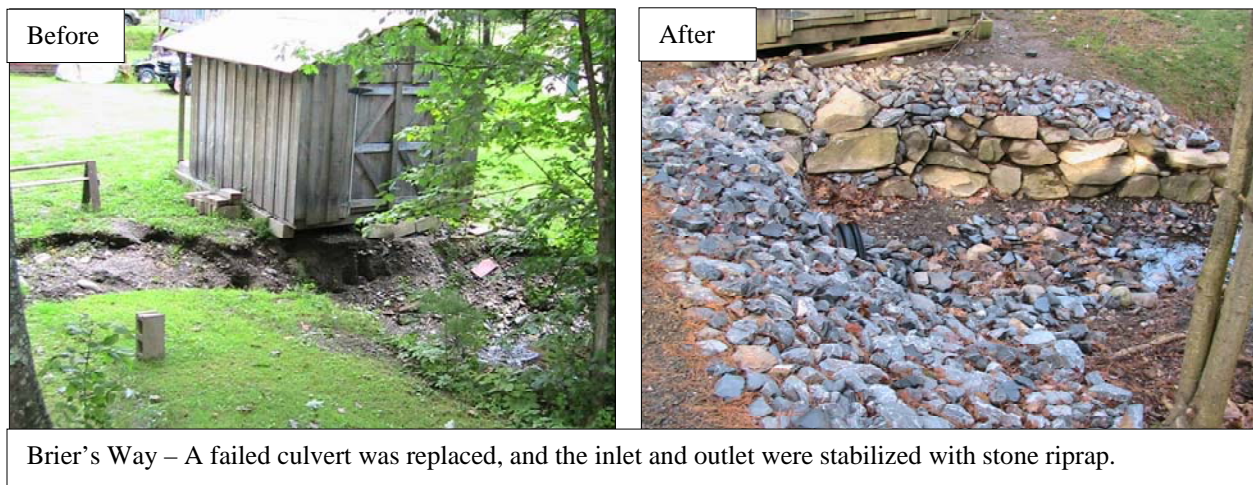 Before
After
Brier’s Way – A failed culvert was replaced, and the inlet and outlet were stabilized with stone riprap.